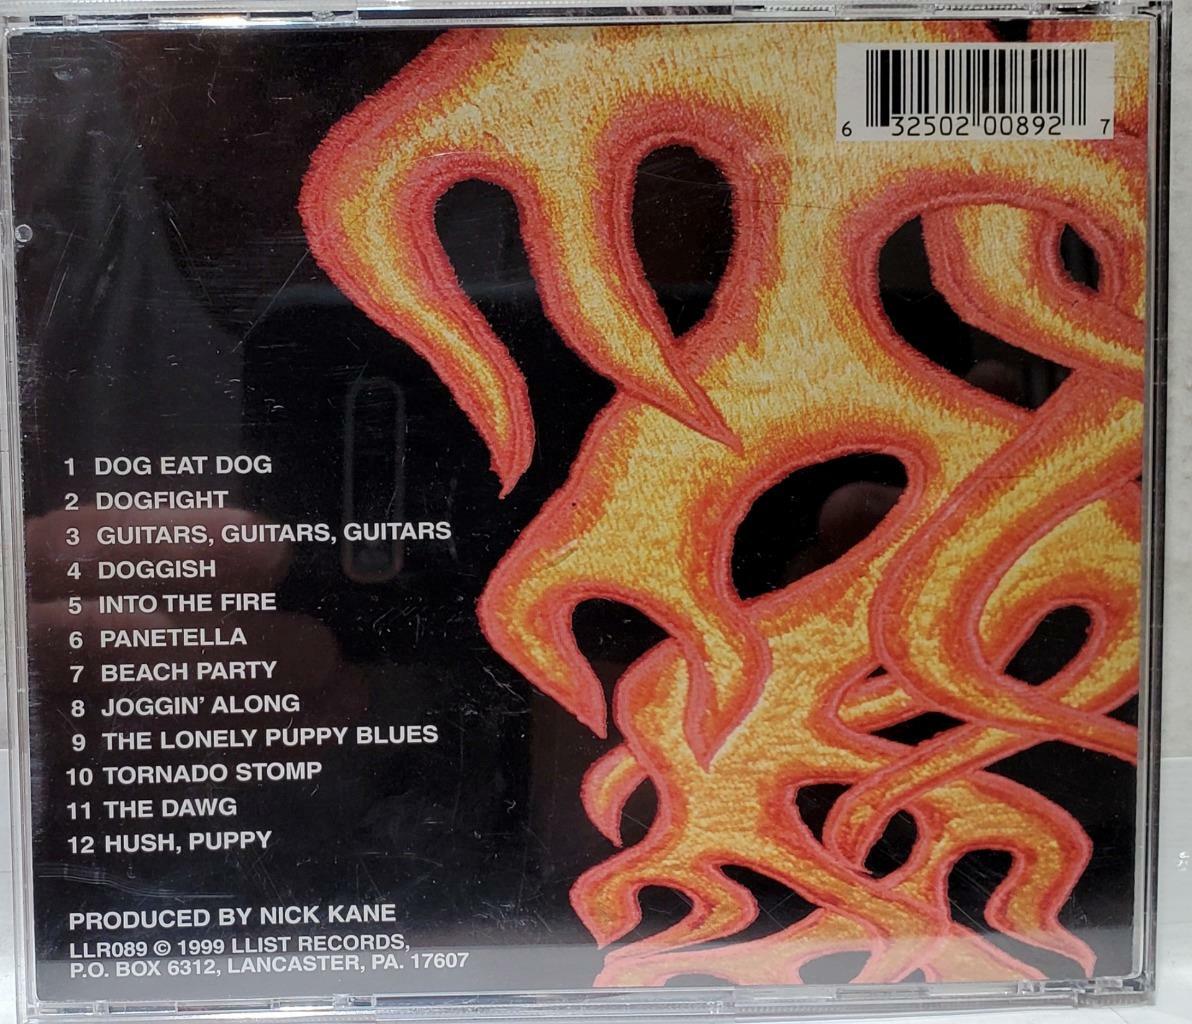 6 32502 00892 7
1 DOG EAT DOG
2 DOGFIGHT
3 GUITARS, GUITARS, GUITARS
4 DOGGISH
5 INTO THE FIRE
6 PANETELLA
7 BEACH PARTY
8 JOGGIN' ALONG
9 THE LONELY PUPPY BLUES
10 TORNADO STOMP
11 THE DAWG
12 HUSH, PUPPY
PRODUCED BY NICK KANE
LLR089 © 1999 LLIST RECORDS,
P.O. BOX 6312, LANCASTER, PA. 17607